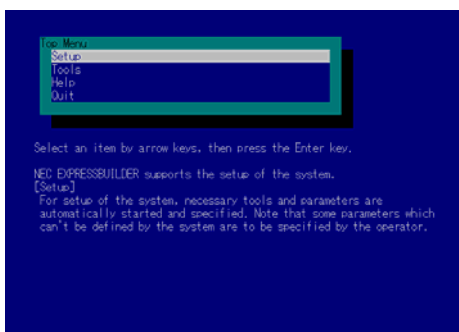 Top Menu
Setup
Tools
Help
Quit
Select an item by arrow keys, then press the Enter key.
NEC EXPRESSBUILDER supports the setup of the system.
[Setup]
For setup of the system, necessary tools and parameters are
automatically started and specified. Note that some parameters which
can't be defined by the system are to be specified by the operator.